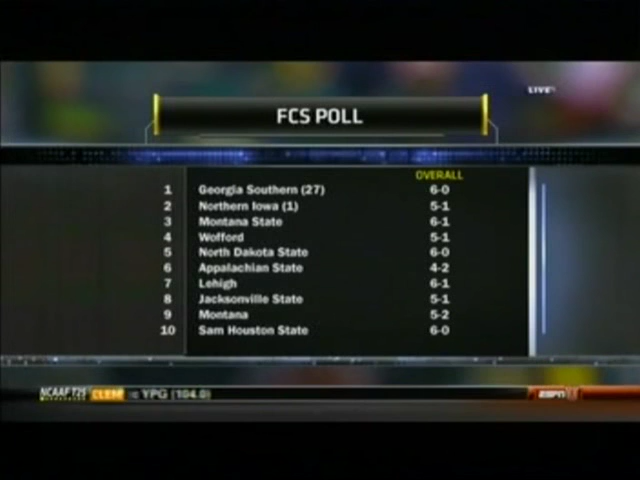 LIVE
FCS POLL
OVERALL
1 Georgia Southern (27) 6-0
2 Northern Iowa (1) 5-1
3 Montana State 6-1
4 Wofford 5-1
5 North Dakota State 6-0
6 Appalachian State 4-2
7 Lehigh 6-1
8 Jacksonville State 5-1
9 Montana 5-2
10 Sam Houston State 6-0
NCAAF T25 CLEM YPG (104.0) ESPN